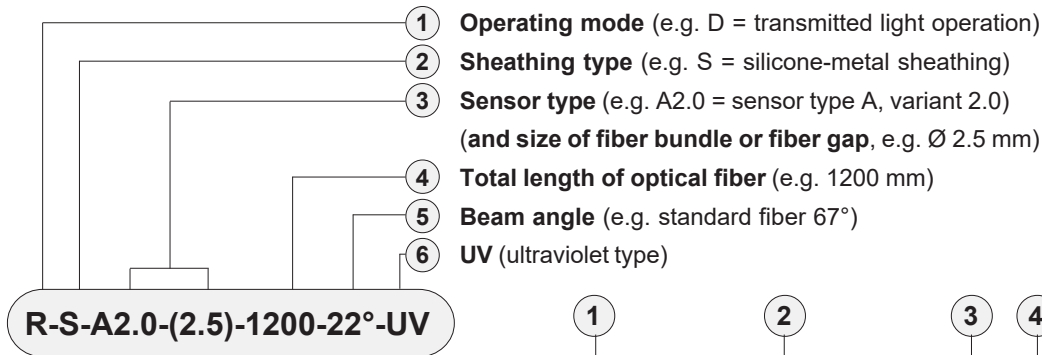 1 Operating mode (e.g. D = transmitted light operation)
2 Sheathing type (e.g. S = silicone-metal sheathing)
3 Sensor type (e.g. A2.0 = sensor type A, variant 2.0)
(and size of fiber bundle or fiber gap, e.g. Ø 2.5 mm)
4 Total length of optical fiber (e.g. 1200 mm)
5 Beam angle (e.g. standard fiber 67°)
6 UV (ultraviolet type)
R-S-A2.0-(2.5)-1200-22°-UV 1 2 3 4